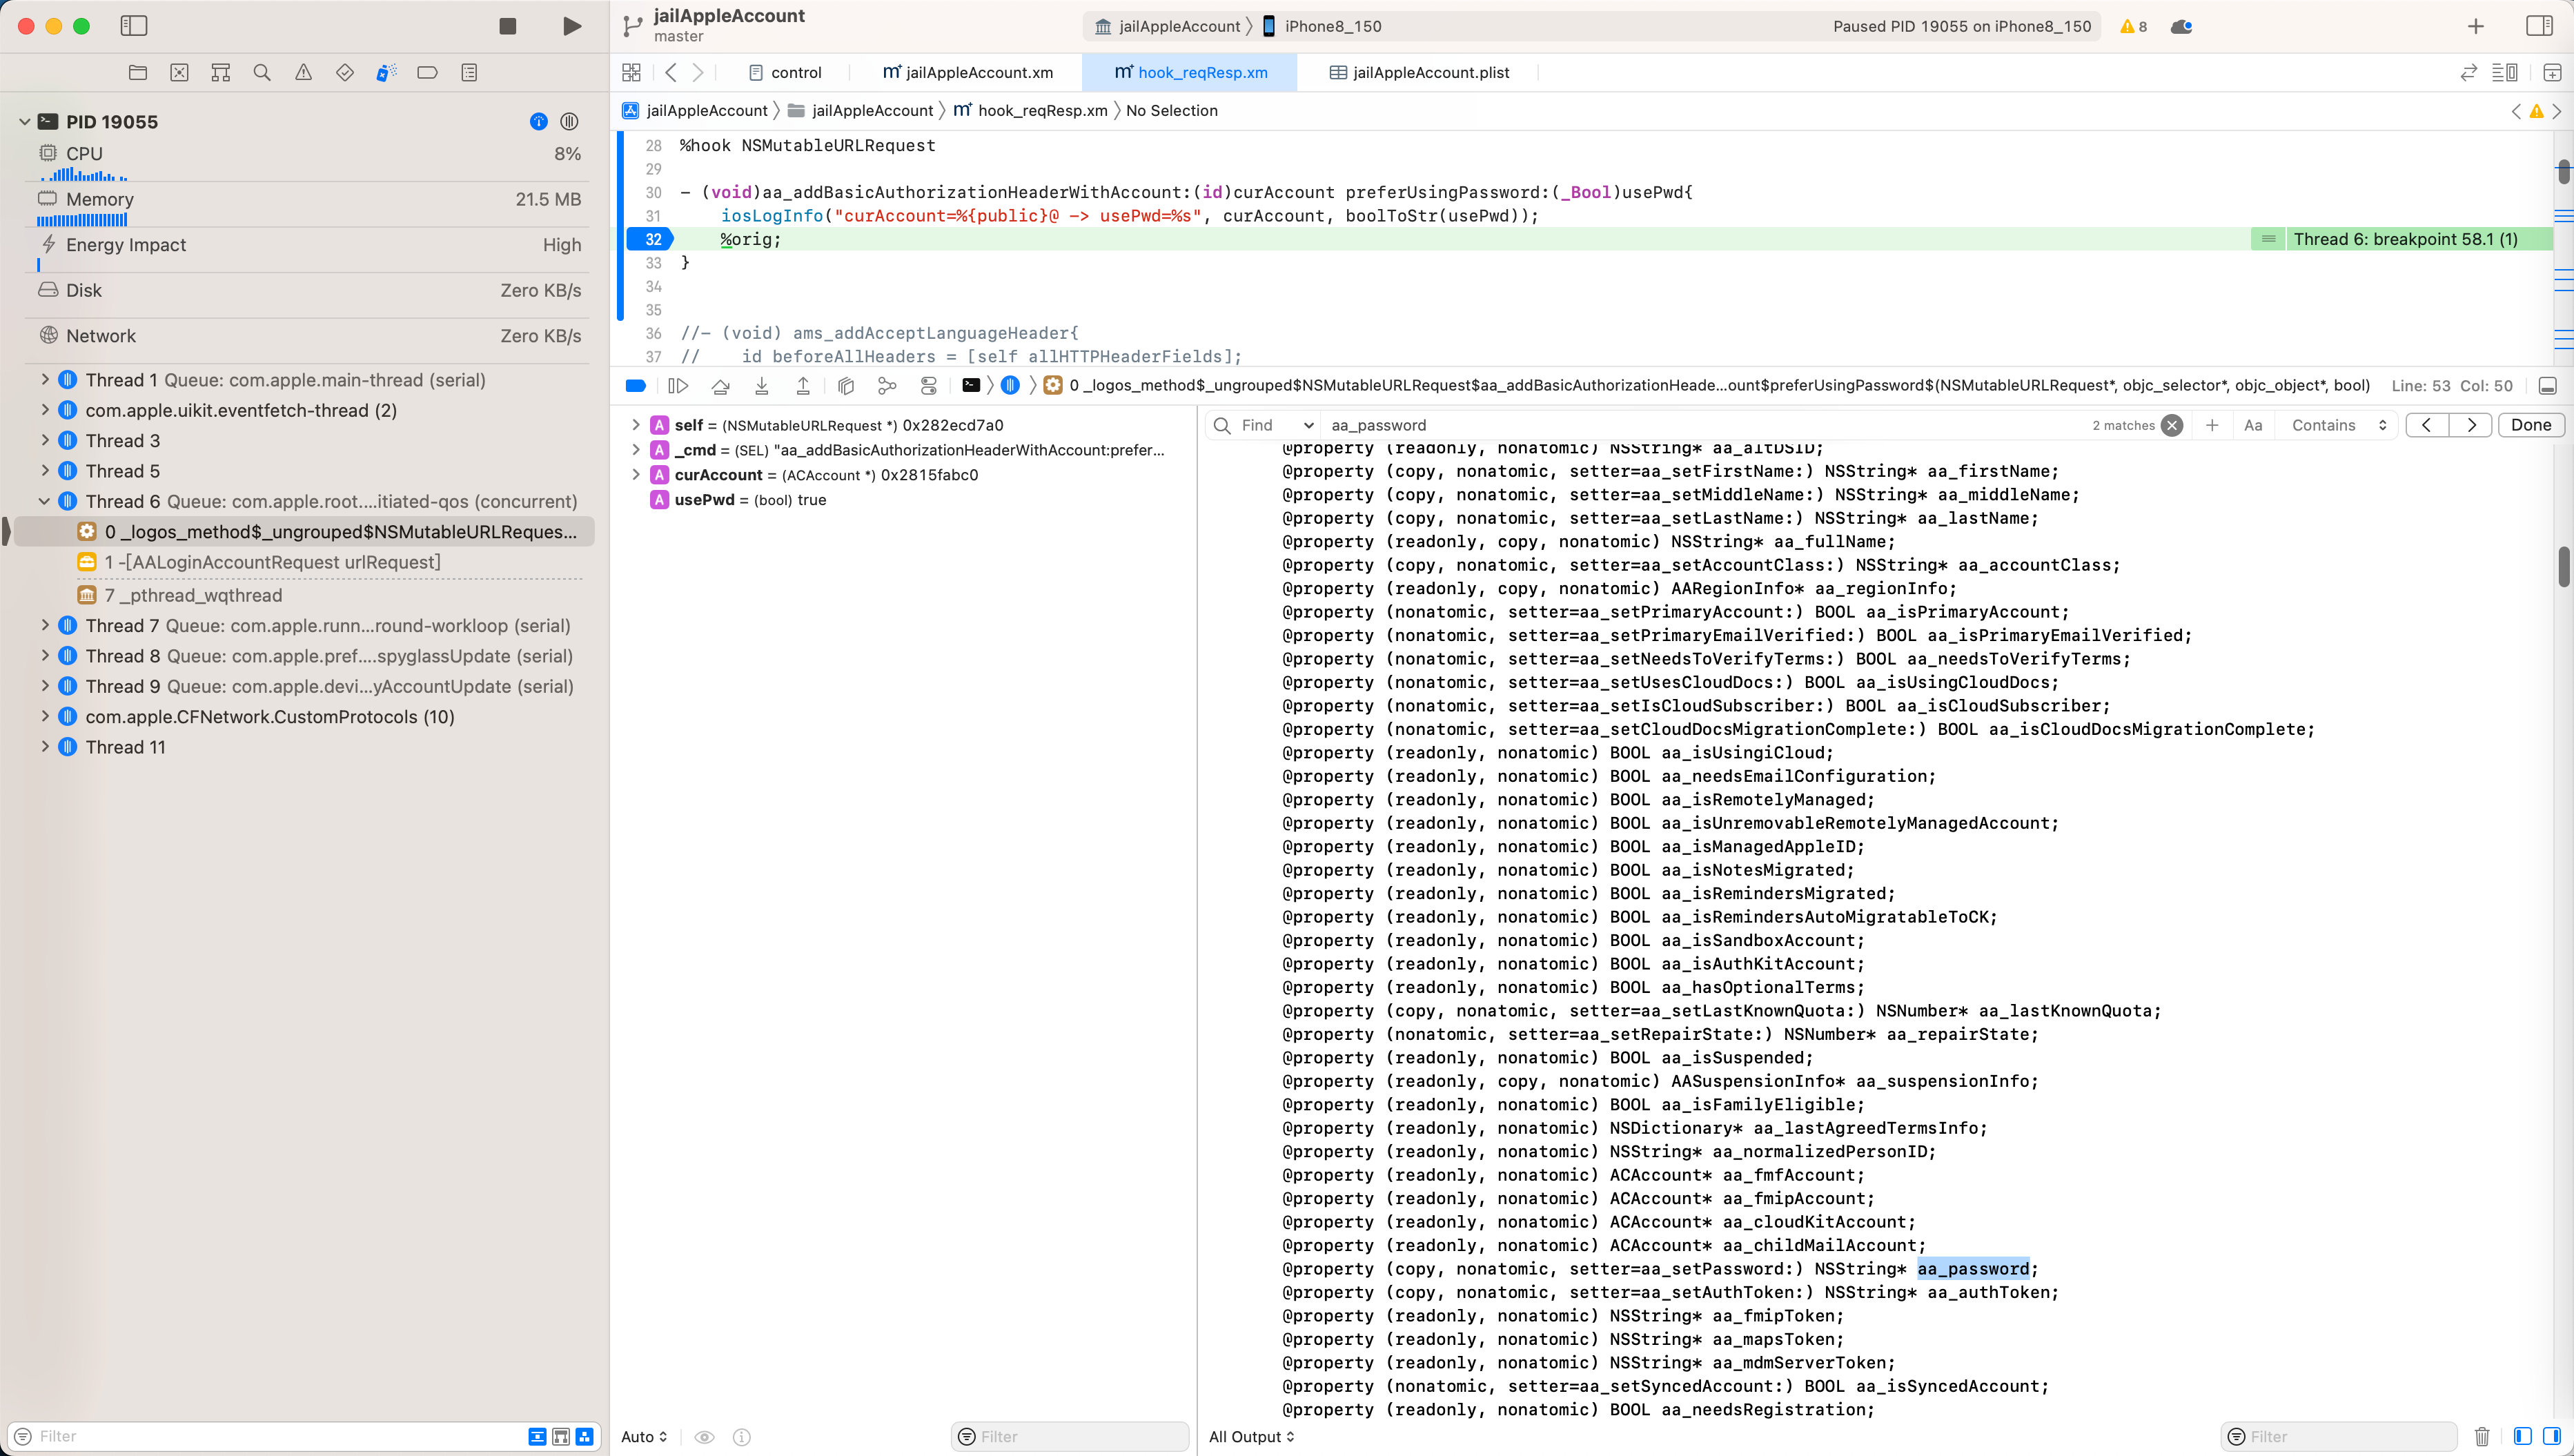 jailAppleAccount
master
jailAppleAccount
iPhone8_150
Paused PID 19055 on iPhone8_150
8
control
jailAppleAccount.xm
hook_reqResp.xm
jailAppleAccount.plist
jailAppleAccount
jailAppleAccount
hook_reqResp.xm
No Selection
PID 19055
CPU
8%
Memory
21.5 MB
Energy Impact
High
Disk
Zero KB/s
Network
Zero KB/s
Thread 1 Queue: com.apple.main-thread (serial)
com.apple.uikit.eventfetch-thread (2)
Thread 3
Thread 5
Thread 6 Queue: com.apple.root....itiated-qos (concurrent)
0 _logos_method$_ungrouped$NSMutableURLReques...
1 -[AALoginAccountRequest urlRequest]
7 _pthread_wqthread
Thread 7 Queue: com.apple.runn...round-workloop (serial)
Thread 8 Queue: com.apple.pref....spyglassUpdate (serial)
Thread 9 Queue: com.apple.devi...yAccountUpdate (serial)
com.apple.CFNetwork.CustomProtocols (10)
Thread 11
Filter
28 %hook NSMutableURLRequest
29
30 - (void)aa_addBasicAuthorizationHeaderWithAccount:(id)curAccount preferUsingPassword:(_Bool)usePwd{
31 iosLogInfo("curAccount=%{public}@ -> usePwd=%s", curAccount, boolToStr(usePwd));
32 %orig;
Thread 6: breakpoint 58.1 (1)
33 }
34
35
36 //- (void) ams_addAcceptLanguageHeader{
37 // id beforeAllHeaders = [self allHTTPHeaderFields];
0 _logos_method$_ungrouped$NSMutableURLRequest$aa_addBasicAuthorizationHeade...ount$preferUsingPassword$(NSMutableURLRequest*, objc_selector*, objc_object*, bool)
Line: 53 Col: 50
A self = (NSMutableURLRequest *) 0x282ecd7a0
A _cmd = (SEL) "aa_addBasicAuthorizationHeaderWithAccount:prefer...
A curAccount = (ACAccount *) 0x2815fabc0
A usePwd = (bool) true
Auto
Filter
Find
aa_password
2 matches
Aa
Contains
Done
@property (readonly, nonatomic) NSString* aa_altDSID;
@property (copy, nonatomic, setter=aa_setFirstName:) NSString* aa_firstName;
@property (copy, nonatomic, setter=aa_setMiddleName:) NSString* aa_middleName;
@property (copy, nonatomic, setter=aa_setLastName:) NSString* aa_lastName;
@property (readonly, copy, nonatomic) NSString* aa_fullName;
@property (copy, nonatomic, setter=aa_setAccountClass:) NSString* aa_accountClass;
@property (readonly, copy, nonatomic) AARegionInfo* aa_regionInfo;
@property (nonatomic, setter=aa_setPrimaryAccount:) BOOL aa_isPrimaryAccount;
@property (nonatomic, setter=aa_setPrimaryEmailVerified:) BOOL aa_isPrimaryEmailVerified;
@property (nonatomic, setter=aa_setNeedsToVerifyTerms:) BOOL aa_needsToVerifyTerms;
@property (nonatomic, setter=aa_setUsesCloudDocs:) BOOL aa_isUsingCloudDocs;
@property (nonatomic, setter=aa_setIsCloudSubscriber:) BOOL aa_isCloudSubscriber;
@property (nonatomic, setter=aa_setCloudDocsMigrationComplete:) BOOL aa_isCloudDocsMigrationComplete;
@property (readonly, nonatomic) BOOL aa_isUsingiCloud;
@property (readonly, nonatomic) BOOL aa_needsEmailConfiguration;
@property (readonly, nonatomic) BOOL aa_isRemotelyManaged;
@property (readonly, nonatomic) BOOL aa_isUnremovableRemotelyManagedAccount;
@property (readonly, nonatomic) BOOL aa_isManagedAppleID;
@property (readonly, nonatomic) BOOL aa_isNotesMigrated;
@property (readonly, nonatomic) BOOL aa_isRemindersMigrated;
@property (readonly, nonatomic) BOOL aa_isRemindersAutoMigratableToCK;
@property (readonly, nonatomic) BOOL aa_isSandboxAccount;
@property (readonly, nonatomic) BOOL aa_isAuthKitAccount;
@property (readonly, nonatomic) BOOL aa_hasOptionalTerms;
@property (copy, nonatomic, setter=aa_setLastKnownQuota:) NSNumber* aa_lastKnownQuota;
@property (nonatomic, setter=aa_setRepairState:) NSNumber* aa_repairState;
@property (readonly, nonatomic) BOOL aa_isSuspended;
@property (readonly, copy, nonatomic) AASuspensionInfo* aa_suspensionInfo;
@property (readonly, nonatomic) BOOL aa_isFamilyEligible;
@property (readonly, nonatomic) NSDictionary* aa_lastAgreedTermsInfo;
@property (readonly, nonatomic) NSString* aa_normalizedPersonID;
@property (readonly, nonatomic) ACAccount* aa_fmfAccount;
@property (readonly, nonatomic) ACAccount* aa_fmipAccount;
@property (readonly, nonatomic) ACAccount* aa_cloudKitAccount;
@property (readonly, nonatomic) ACAccount* aa_childMailAccount;
@property (copy, nonatomic, setter=aa_setPassword:) NSString* aa_password;
@property (copy, nonatomic, setter=aa_setAuthToken:) NSString* aa_authToken;
@property (readonly, nonatomic) NSString* aa_fmipToken;
@property (readonly, nonatomic) NSString* aa_mapsToken;
@property (readonly, nonatomic) NSString* aa_mdmServerToken;
@property (nonatomic, setter=aa_setSyncedAccount:) BOOL aa_isSyncedAccount;
@property (readonly, nonatomic) BOOL aa_needsRegistration;
All Output
Filter